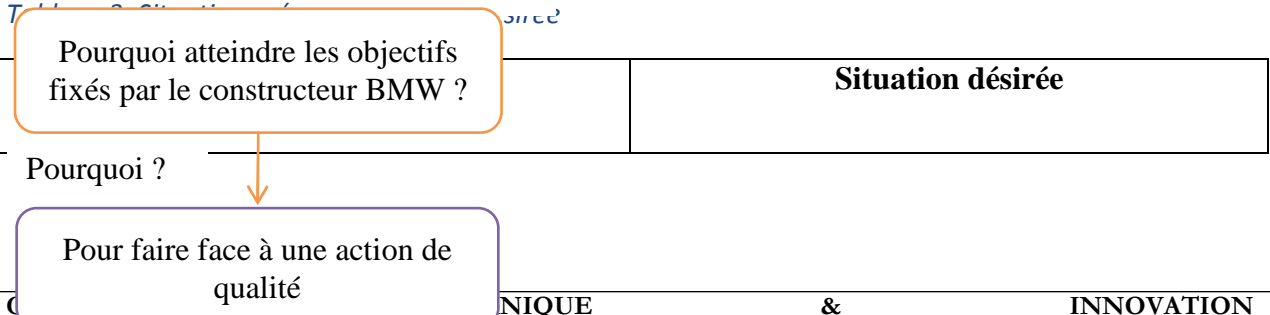 Pourquoi atteindre les objectifs
fixés par le constructeur BMW ?
Situation désirée
Pourquoi ?
Pour faire face à une action de
qualité
NIQUE & INNOVATION